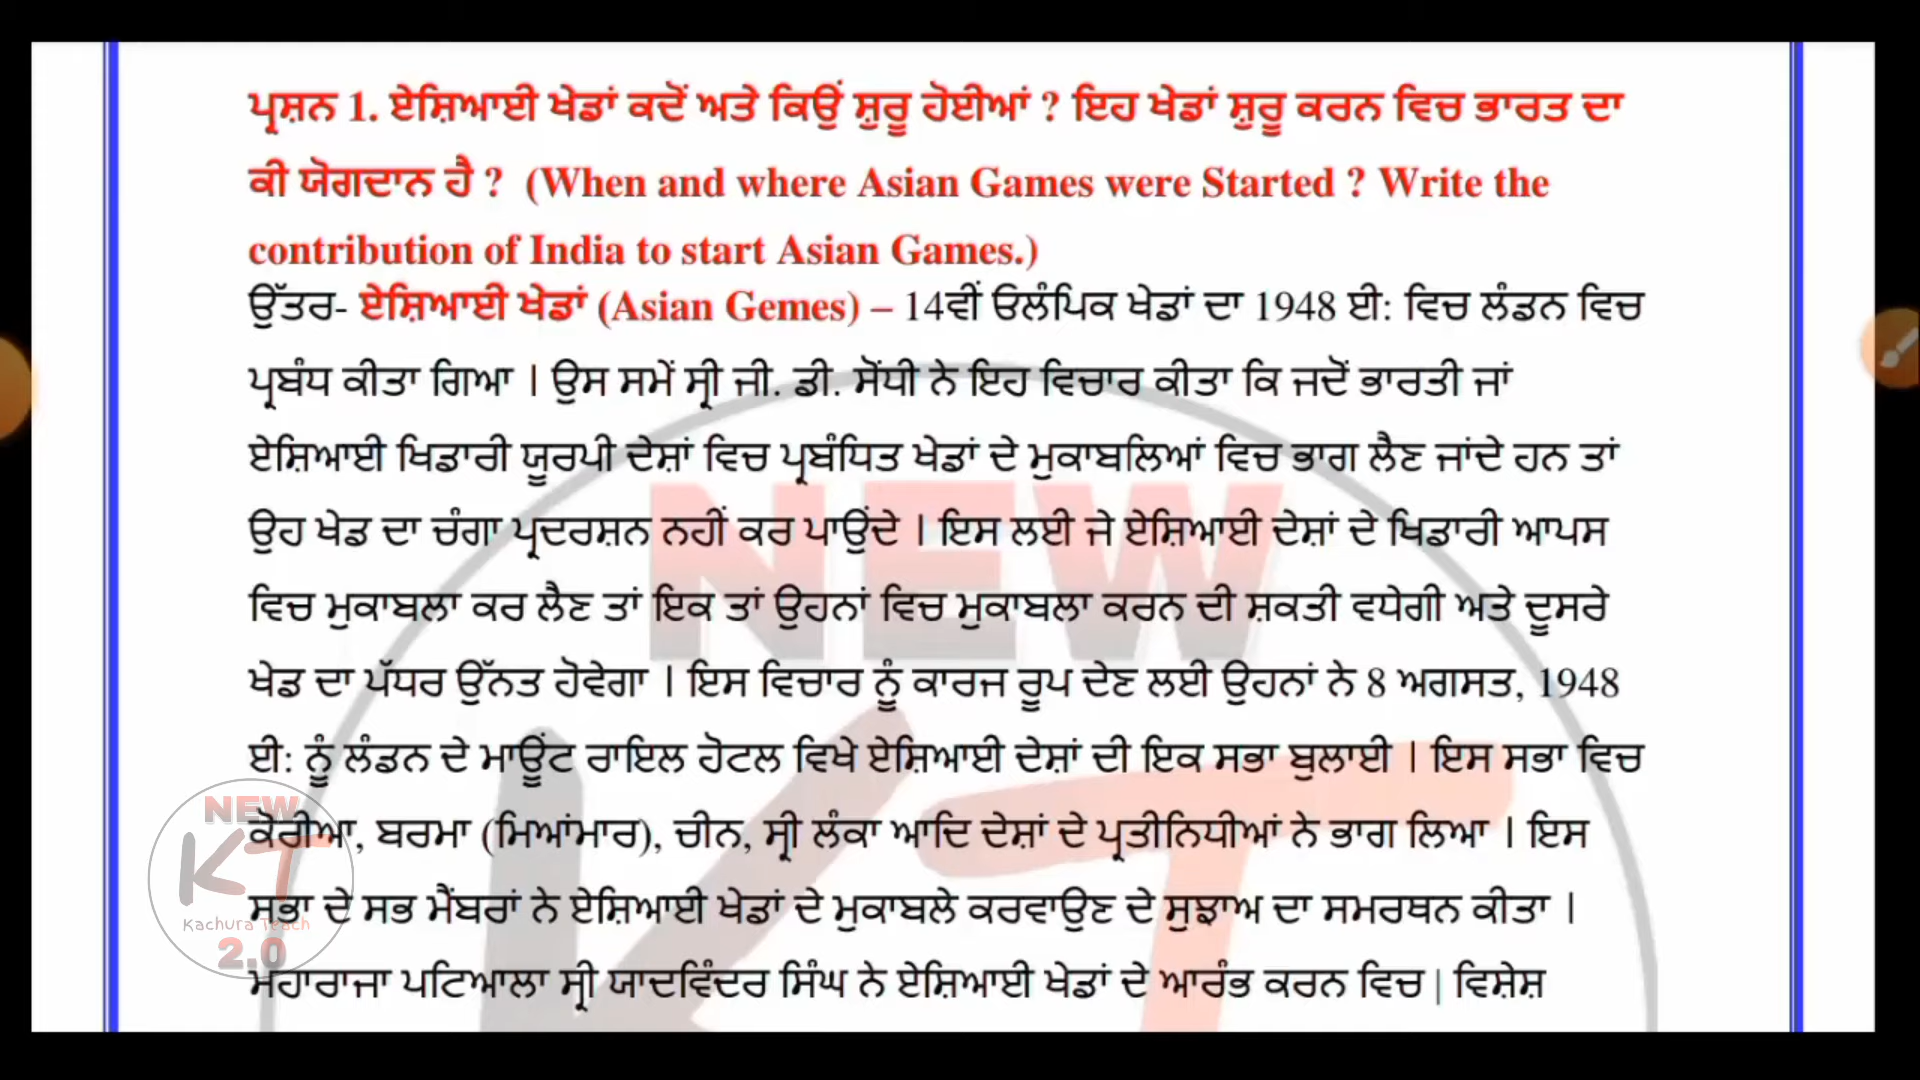 ਪ੍ਰਸ਼ਨ 1. ਏਸ਼ਿਆਈ ਖੇਡਾਂ ਕਦੋਂ ਅਤੇ ਕਿਉਂ ਸ਼ੁਰੂ ਹੋਈਆਂ ? ਇਹ ਖੇਡਾਂ ਸ਼ੁਰੂ ਕਰਨ ਵਿਚ ਭਾਰਤ ਦਾ
ਕੀ ਯੋਗਦਾਨ ਹੈ ? (When and where Asian Games were Started ? Write the
contribution of India to start Asian Games.)
ਉੱਤਰ- ਏਸ਼ਿਆਈ ਖੇਡਾਂ (Asian Gemes) – 14ਵੀਂ ਓਲੰਪਿਕ ਖੇਡਾਂ ਦਾ 1948 ਈ: ਵਿਚ ਲੰਡਨ ਵਿਚ
ਪ੍ਰਬੰਧ ਕੀਤਾ ਗਿਆ । ਉਸ ਸਮੇਂ ਸ੍ਰੀ ਜੀ. ਡੀ. ਸੋਂਧੀ ਨੇ ਇਹ ਵਿਚਾਰ ਕੀਤਾ ਕਿ ਜਦੋਂ ਭਾਰਤੀ ਜਾਂ
ਏਸ਼ਿਆਈ ਖਿਡਾਰੀ ਯੂਰਪੀ ਦੇਸ਼ਾਂ ਵਿਚ ਪ੍ਰਬੰਧਿਤ ਖੇਡਾਂ ਦੇ ਮੁਕਾਬਲਿਆਂ ਵਿਚ ਭਾਗ ਲੈਣ ਜਾਂਦੇ ਹਨ ਤਾਂ
ਉਹ ਖੇਡ ਦਾ ਚੰਗਾ ਪ੍ਰਦਰਸ਼ਨ ਨਹੀਂ ਕਰ ਪਾਉਂਦੇ । ਇਸ ਲਈ ਜੇ ਏਸ਼ਿਆਈ ਦੇਸ਼ਾਂ ਦੇ ਖਿਡਾਰੀ ਆਪਸ
ਵਿਚ ਮੁਕਾਬਲਾ ਕਰ ਲੈਣ ਤਾਂ ਇਕ ਤਾਂ ਉਹਨਾਂ ਵਿਚ ਮੁਕਾਬਲਾ ਕਰਨ ਦੀ ਸ਼ਕਤੀ ਵਧੇਗੀ ਅਤੇ ਦੂਸਰੇ
ਖੇਡ ਦਾ ਪੱਧਰ ਉੱਨਤ ਹੋਵੇਗਾ । ਇਸ ਵਿਚਾਰ ਨੂੰ ਕਾਰਜ ਰੂਪ ਦੇਣ ਲਈ ਉਹਨਾਂ ਨੇ 8 ਅਗਸਤ, 1948
ਈ: ਨੂੰ ਲੰਡਨ ਦੇ ਮਾਊਂਟ ਰਾਇਲ ਹੋਟਲ ਵਿਖੇ ਏਸ਼ਿਆਈ ਦੇਸ਼ਾਂ ਦੀ ਇਕ ਸਭਾ ਬੁਲਾਈ । ਇਸ ਸਭਾ ਵਿਚ
ਕੋਰੀਆ, ਬਰਮਾ (ਮਿਆਂਮਾਰ), ਚੀਨ, ਸ੍ਰੀ ਲੰਕਾ ਆਦਿ ਦੇਸ਼ਾਂ ਦੇ ਪ੍ਰਤੀਨਿਧੀਆਂ ਨੇ ਭਾਗ ਲਿਆ । ਇਸ
ਸਭਾ ਦੇ ਸਭ ਮੈਂਬਰਾਂ ਨੇ ਏਸ਼ਿਆਈ ਖੇਡਾਂ ਦੇ ਮੁਕਾਬਲੇ ਕਰਵਾਉਣ ਦੇ ਸੁਝਾਅ ਦਾ ਸਮਰਥਨ ਕੀਤਾ ।
ਮਹਾਰਾਜਾ ਪਟਿਆਲਾ ਸ੍ਰੀ ਯਾਦਵਿੰਦਰ ਸਿੰਘ ਨੇ ਏਸ਼ਿਆਈ ਖੇਡਾਂ ਦੇ ਆਰੰਭ ਕਰਨ ਵਿਚ | ਵਿਸ਼ੇਸ਼
NEW
KT
NEW
KT
Kachura Teach
2.0